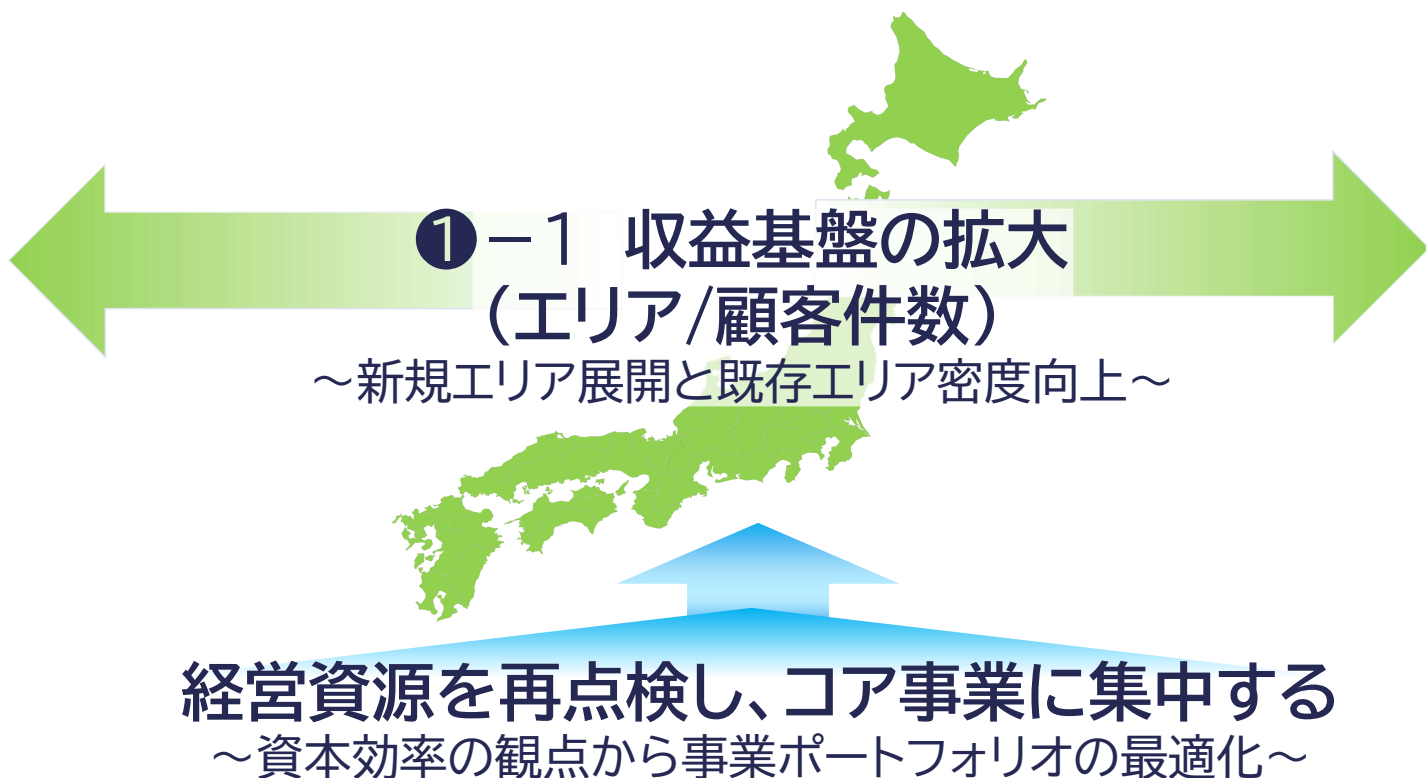 ❶－1 収益基盤の拡大
（エリア/顧客件数）
～新規エリア展開と既存エリア密度向上～
経営資源を再点検し、コア事業に集中する
～資本効率の観点から事業ポートフォリオの最適化～